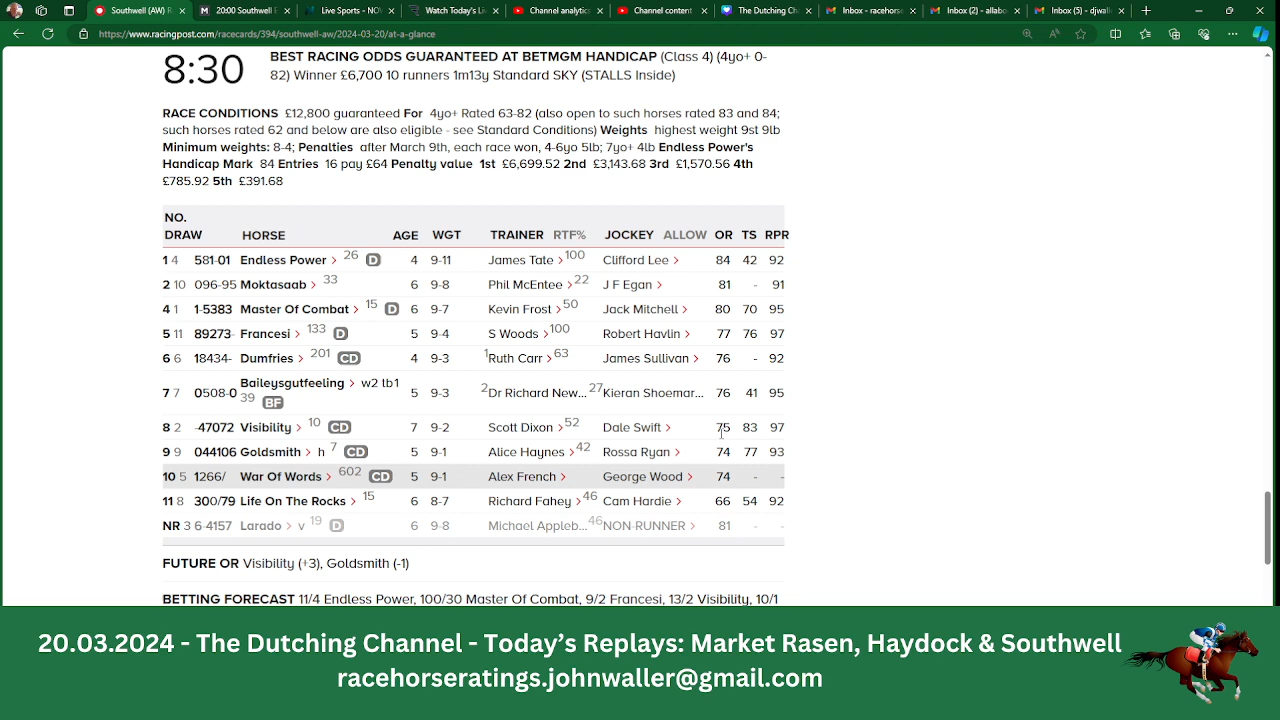 Southwell (AW) R
20:00 Southwell
Live Sports - NOV
Watch Today's Li
Channel analytic
Channel content
The Dutching Ch
Inbox - racehors
Inbox (2) - allabo
Inbox (5) - djwall
https://www.racingpost.com/racecards/394/southwell-aw/2024-03-20/at-a-glance
8:30
BEST RACING ODDS GUARANTEED AT BETMGM HANDICAP (Class 4) (4yo+ 0-
82) Winner £6,700 10 runners 1m13y Standard SKY (STALLS Inside)
RACE CONDITIONS £12,800 guaranteed For 4yo+ Rated 63-82 (also open to such horses rated 83 and 84;
such horses rated 62 and below are also eligible - see Standard Conditions) Weights highest weight 9st 9lb
Minimum weights: 8-4; Penalties after March 9th, each race won, 4-6yo 5lb; 7yo+ 4lb Endless Power's
Handicap Mark 84 Entries 16 pay £64 Penalty value 1st £6,699.52 2nd £3,143.68 3rd £1,570.56 4th
£785.92 5th £391.68
NO.
DRAW HORSE AGE WGT TRAINER RTF% JOCKEY ALLOW OR TS RPR
1 4 581-01 Endless Power > 26 D 4 9-11 James Tate > 100 Clifford Lee > 84 42 92
2 10 096-95 Moktasaab > 33 6 9-8 Phil McEntee > 22 J F Egan > 81 - 91
4 1 1-5383 Master Of Combat > 15 D 6 9-7 Kevin Frost > 50 Jack Mitchell > 80 70 95
5 11 89273- Francesi > 133 D 5 9-4 S Woods > 100 Robert Havlin > 77 76 97
6 6 18434- Dumfries > 201 CD 4 9-3 1 Ruth Carr > 63 James Sullivan > 76 - 92
7 7 0508-0 Baileysgutfeeling > w2 tb1 39 BF 5 9-3 2 Dr Richard New... 27 Kieran Shoemar... 76 41 95
8 2 -47072 Visibility > 10 CD 7 9-2 Scott Dixon > 52 Dale Swift > 75 83 97
9 9 044106 Goldsmith > h 7 CD 5 9-1 Alice Haynes > 42 Rossa Ryan > 74 77 93
10 5 1266/ War Of Words > 602 CD 5 9-1 Alex French > George Wood > 74 - -
11 8 300/79 Life On The Rocks > 15 6 8-7 Richard Fahey > 46 Cam Hardie > 66 54 92
NR 3 6-4157 Larado > v 19 D 6 9-8 Michael Appleb... 46 NON-RUNNER > 81 - -
FUTURE OR Visibility (+3), Goldsmith (-1)
BETTING FORECAST 11/4 Endless Power, 100/30 Master Of Combat, 9/2 Francesi, 13/2 Visibility, 10/1
20.03.2024 - The Dutching Channel - Today's Replays: Market Rasen, Haydock & Southwell
racehorseratings.johnwaller@gmail.com